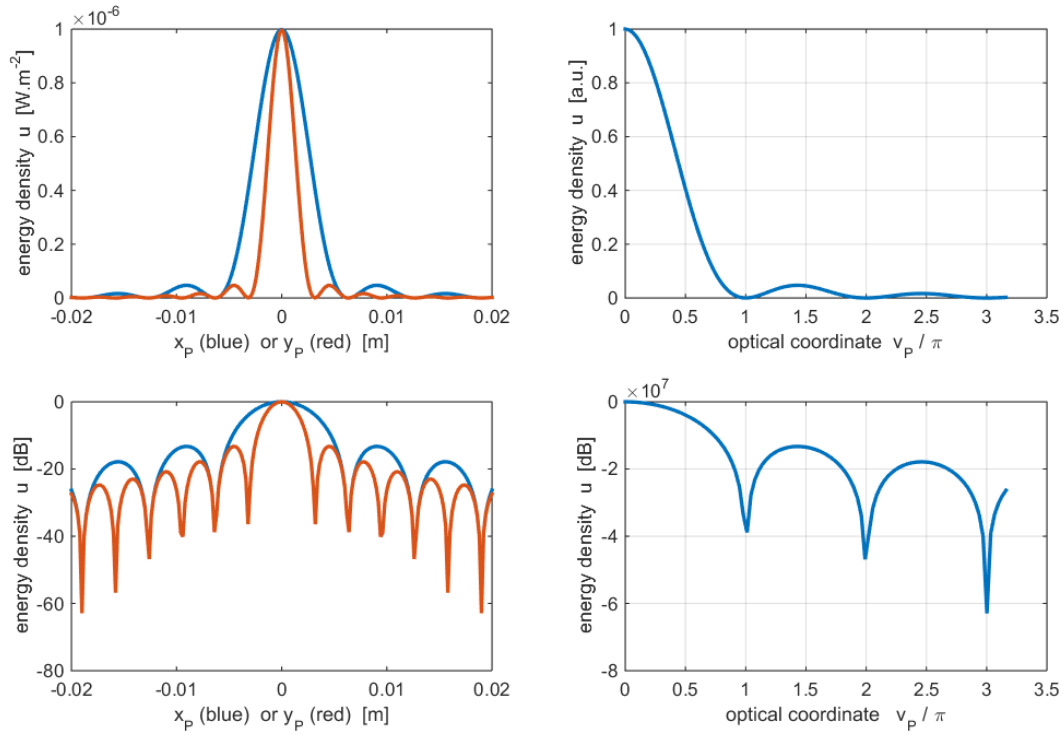 ×10⁻⁶
1
0.8
0.6
0.4
0.2
0
energy density u [W.m⁻²]
-0.02 -0.01 0 0.01 0.02
x_P (blue) or y_P (red) [m]
1
0.8
0.6
0.4
0.2
0
energy density u [a.u.]
0 0.5 1 1.5 2 2.5 3 3.5
optical coordinate v_P / π
0
-20
-40
-60
-80
energy density u [dB]
-0.02 -0.01 0 0.01 0.02
x_P (blue) or y_P (red) [m]
×10⁷
0
-2
-4
-6
-8
energy density u [dB]
0 0.5 1 1.5 2 2.5 3 3.5
optical coordinate v_P / π